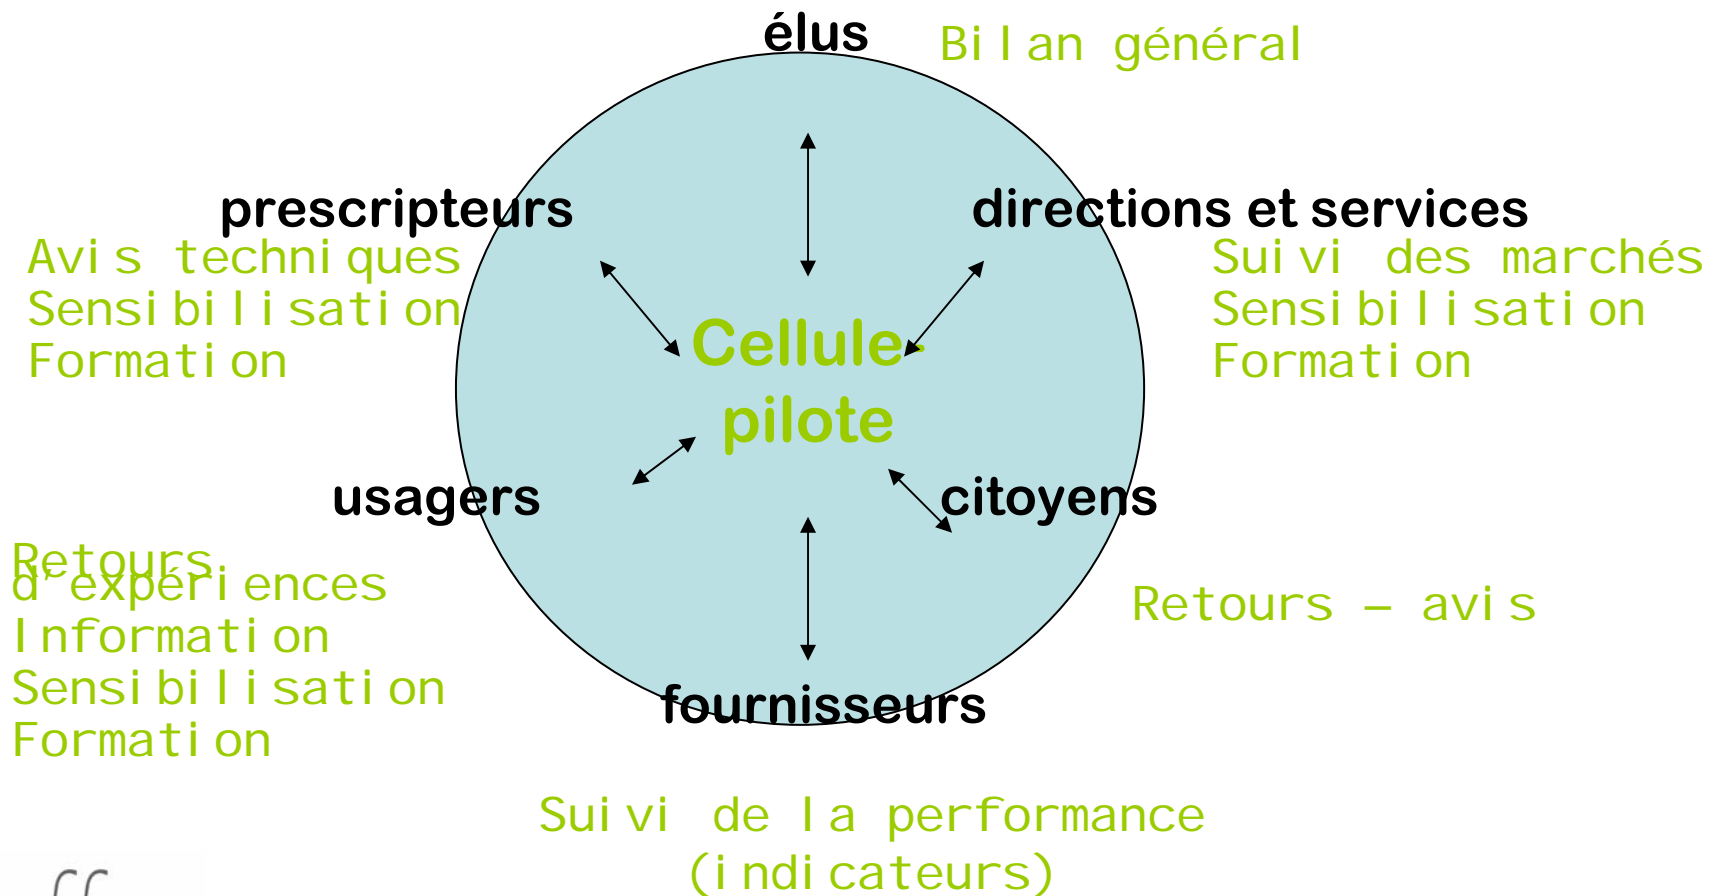 élus
Bilan général
prescripteurs
directions et services
Avis techniques
Sensibilisation
Formation
Suivi des marchés
Sensibilisation
Formation
Cellule-
pilote
usagers
citoyens
Retours
d'expériences
Information
Sensibilisation
Formation
Retours – avis
fournisseurs
Suivi de la performance
(indicateurs)